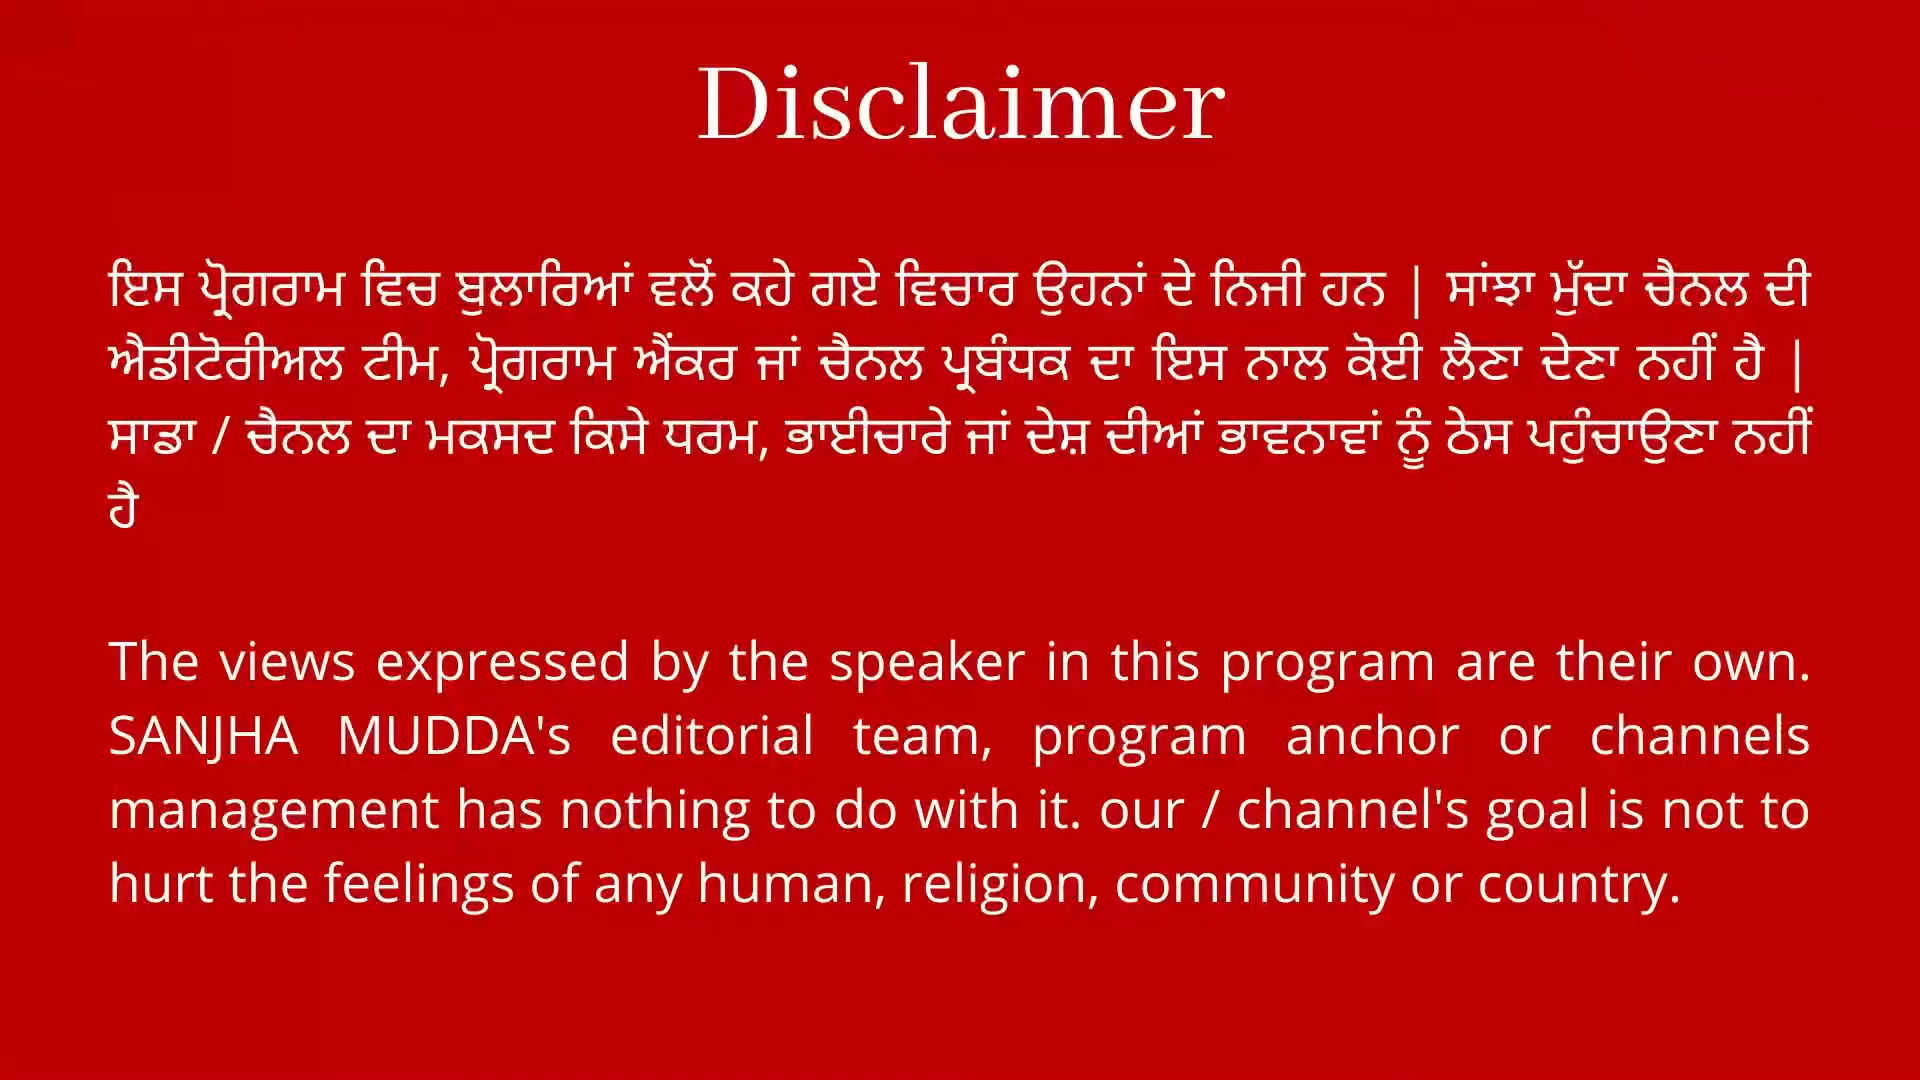 Disclaimer
ਇਸ ਪ੍ਰੋਗਰਾਮ ਵਿਚ ਬੁਲਾਰਿਆਂ ਵਲੋਂ ਕਹੇ ਗਏ ਵਿਚਾਰ ਉਹਨਾਂ ਦੇ ਨਿਜੀ ਹਨ | ਸਾਂਝਾ ਮੁੱਦਾ ਚੈਨਲ ਦੀ
ਐਡੀਟੋਰੀਅਲ ਟੀਮ, ਪ੍ਰੋਗਰਾਮ ਐਂਕਰ ਜਾਂ ਚੈਨਲ ਪ੍ਰਬੰਧਕ ਦਾ ਇਸ ਨਾਲ ਕੋਈ ਲੈਣਾ ਦੇਣਾ ਨਹੀਂ ਹੈ |
ਸਾਡਾ / ਚੈਨਲ ਦਾ ਮਕਸਦ ਕਿਸੇ ਧਰਮ, ਭਾਈਚਾਰੇ ਜਾਂ ਦੇਸ਼ ਦੀਆਂ ਭਾਵਨਾਵਾਂ ਨੂੰ ਠੇਸ ਪਹੁੰਚਾਉਣਾ ਨਹੀਂ
ਹੈ
The views expressed by the speaker in this program are their own.
SANJHA MUDDA's editorial team, program anchor or channels
management has nothing to do with it. our / channel's goal is not to
hurt the feelings of any human, religion, community or country.